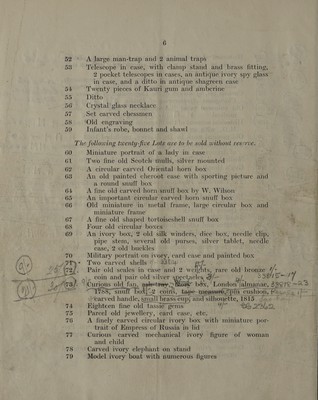 6
52 A large man-trap and 2 animal traps
53 Telescope in case, with clamp stand and brass fitting,
2 pocket telescopes in cases, an antique ivory spy glass
in case, and a ditto in antique shagreen case
54 Twenty pieces of Kauri gum and amberine
55 Ditto
56 Crystal glass necklace
57 Set carved chessmen
58 Old engraving
59 Infant's robe, bonnet and shawl
The following twenty-five Lots are to be sold without reserve.
60 Miniature portrait of a lady in case
61 Two fine old Scotch snuffs, silver mounted
62 A circular carved Oriental horn box
63 An old painted cheroot case with sporting picture and
a round snuff box
64 A fine old carved horn snuff box by W. Wilson
65 An important circular carved horn snuff box
66 Old miniature in metal frame, large circular box and
miniature frame
67 A fine old shaped tortoiseshell snuff box
68 Four old circular boxes
69 An ivory box, 2 old silk winders, dice box, needle clip,
pipe stem, several old purses, silver tablet, needle
case, 2 old buckles
70 Military portrait on ivory, card case and painted box
71 Two carved shells
72 Pair old scales in case and 2 weights, rare old bronze
coin and pair old silver spectacles
73 Curious old fan, box, London almanac,
1788, snuff box, 2 coins, tape measure, pin cushion,
carved handle, small brass cup, and silhouette, 1815
74 Eighteen fine old tassie gems
75 Parcel old jewellery, card case, etc.
76 A finely carved circular ivory box with miniature por-
trait of Empress of Russia in lid
77 Curious carved mechanical ivory figure of woman
and child
78 Carved ivory elephant on stand
79 Model ivory boat with numerous figures